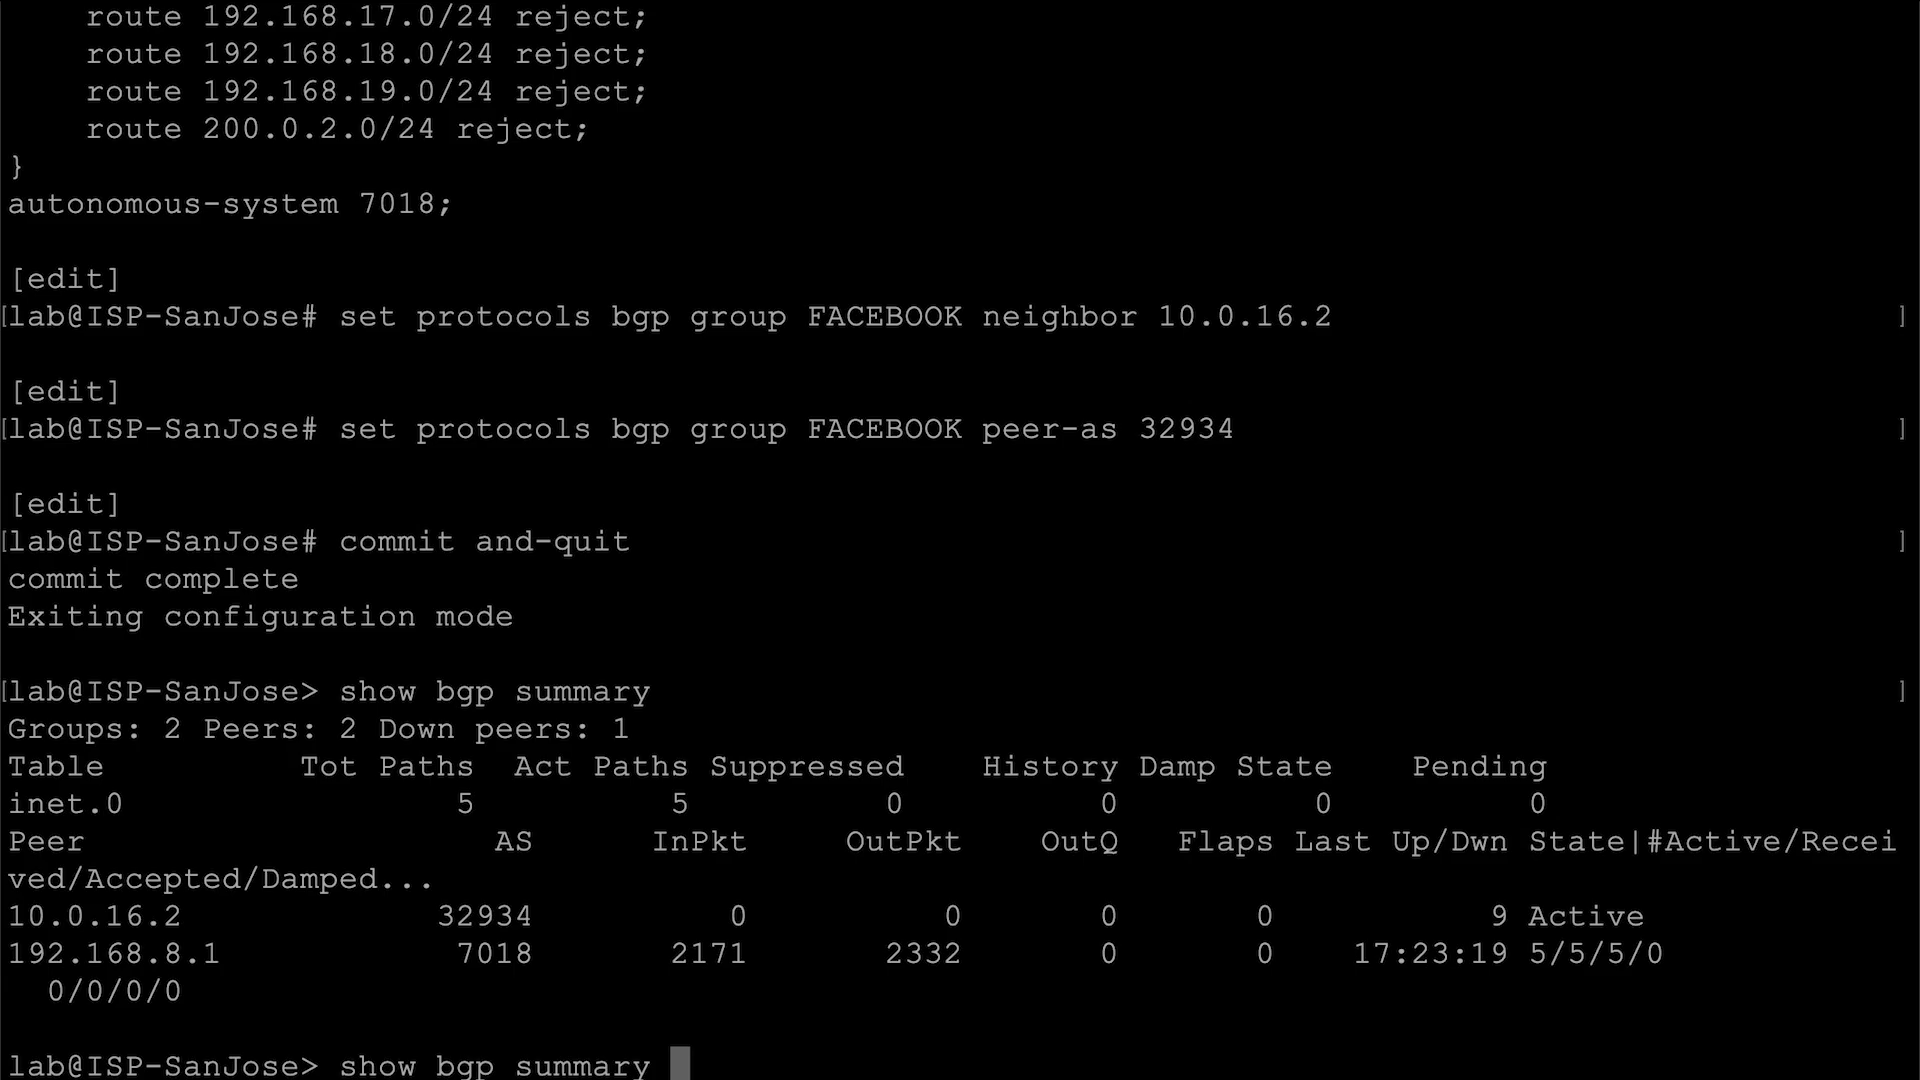 route 192.168.17.0/24 reject;
route 192.168.18.0/24 reject;
route 192.168.19.0/24 reject;
route 200.0.2.0/24 reject;
}
autonomous-system 7018;
[edit]
[lab@ISP-SanJose# set protocols bgp group FACEBOOK neighbor 10.0.16.2 ]
[edit]
[lab@ISP-SanJose# set protocols bgp group FACEBOOK peer-as 32934 ]
[edit]
[lab@ISP-SanJose# commit and-quit ]
commit complete
Exiting configuration mode
[lab@ISP-SanJose> show bgp summary ]
Groups: 2 Peers: 2 Down peers: 1
Table Tot Paths Act Paths Suppressed History Damp State Pending
inet.0 5 5 0 0 0 0
Peer AS InPkt OutPkt OutQ Flaps Last Up/Dwn State|#Active/Recei
ved/Accepted/Damped...
10.0.16.2 32934 0 0 0 0 9 Active
192.168.8.1 7018 2171 2332 0 0 17:23:19 5/5/5/0
0/0/0/0
lab@ISP-SanJose> show bgp summary